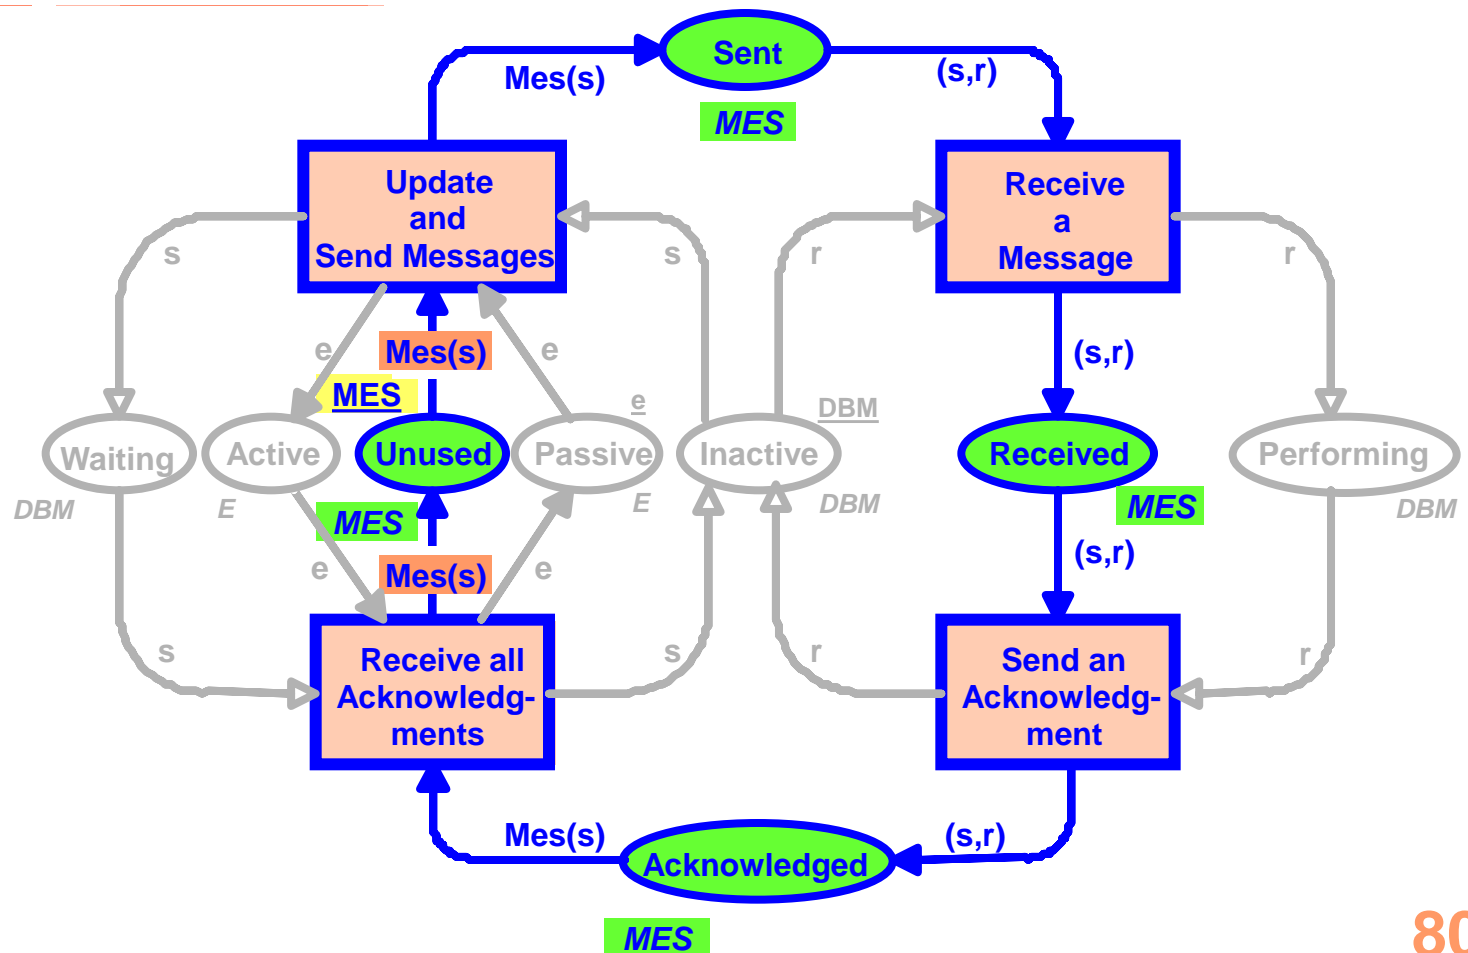 Sent
Mes(s)
(s,r)
MES
Update
and
Send Messages
Receive
a
Message
s
s
r
r
e
Mes(s)
e
(s,r)
MES
e
DBM
Waiting
Active
Unused
Passive
Inactive
Received
Performing
DBM
E
MES
E
DBM
MES
DBM
e
Mes(s)
e
(s,r)
s
s
r
r
Receive all
Acknowledg-
ments
Send an
Acknowledg-
ment
Mes(s)
(s,r)
Acknowledged
MES
80